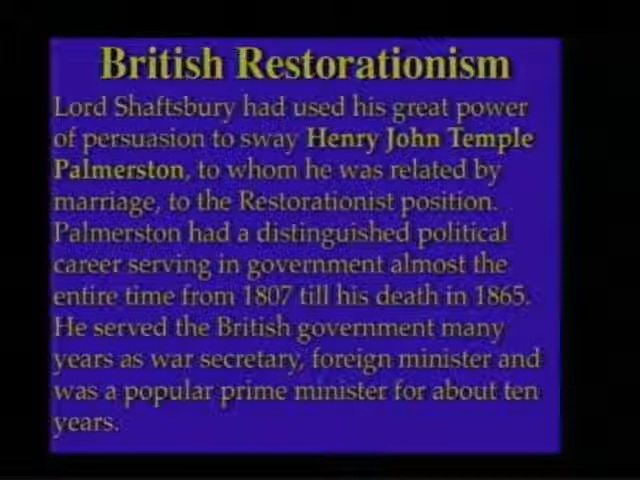 British Restorationism
Lord Shaftsbury had used his great power
of persuasion to sway Henry John Temple
Palmerston, to whom he was related by
marriage, to the Restorationist position.
Palmerston had a distinguished political
career serving in government almost the
entire time from 1807 till his death in 1865.
He served the British government many
years as war secretary, foreign minister and
was a popular prime minister for about ten
years.